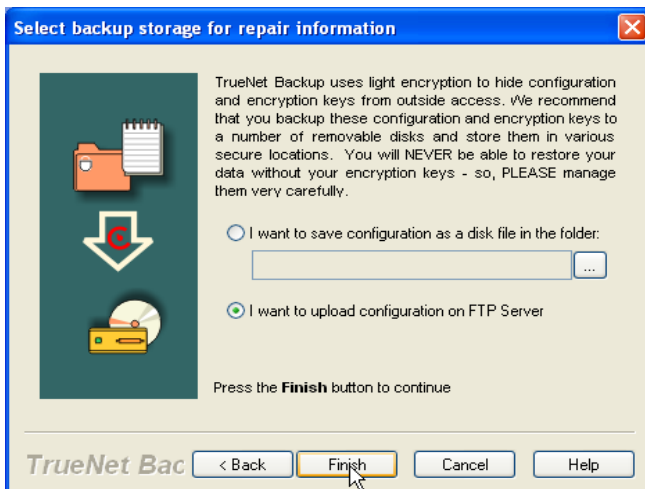 Select backup storage for repair information
TrueNet Backup uses light encryption to hide configuration
and encryption keys from outside access. We recommend
that you backup these configuration and encryption keys to
a number of removable disks and store them in various
secure locations. You will NEVER be able to restore your
data without your encryption keys - so, PLEASE manage
them very carefully.
I want to save configuration as a disk file in the folder:
...
I want to upload configuration on FTP Server
Press the Finish button to continue
TrueNet Bac < Back Finish Cancel Help